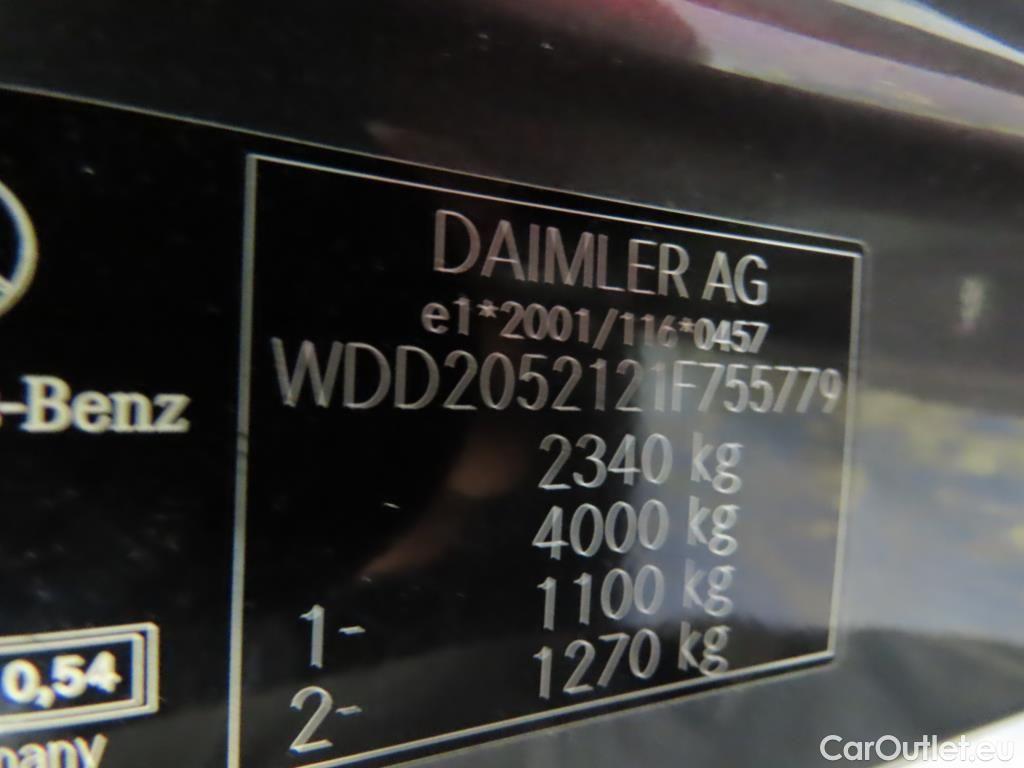 DAIMLER AG
e1*2001/116*0457
WDD2052121F755779
-Benz
2340 kg
4000 kg
1- 1100 kg
2- 1270 kg
0,54
CarOutlet.eu